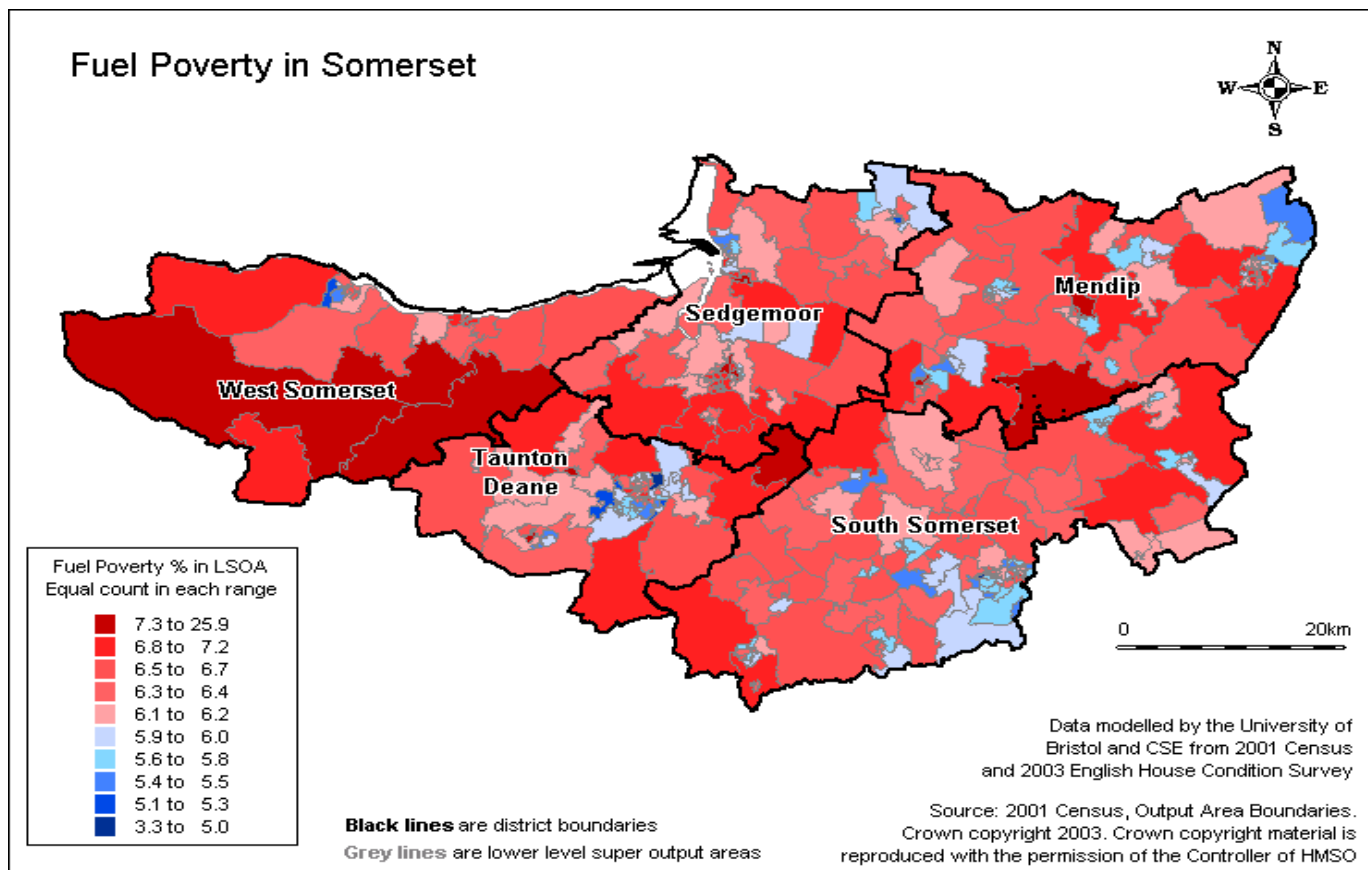 Fuel Poverty in Somerset
N
W E
S
Mendip
Sedgemoor
West Somerset
Taunton
Deane
South Somerset
Fuel Poverty % in LSOA
Equal count in each range
7.3 to 25.9
6.8 to 7.2
6.5 to 6.7
6.3 to 6.4
6.1 to 6.2
5.9 to 6.0
5.6 to 5.8
5.4 to 5.5
5.1 to 5.3
3.3 to 5.0
0 20km
Data modelled by the University of
Bristol and CSE from 2001 Census
and 2003 English House Condition Survey
Black lines are district boundaries
Grey lines are lower level super output areas
Source: 2001 Census, Output Area Boundaries.
Crown copyright 2003. Crown copyright material is
reproduced with the permission of the Controller of HMSO